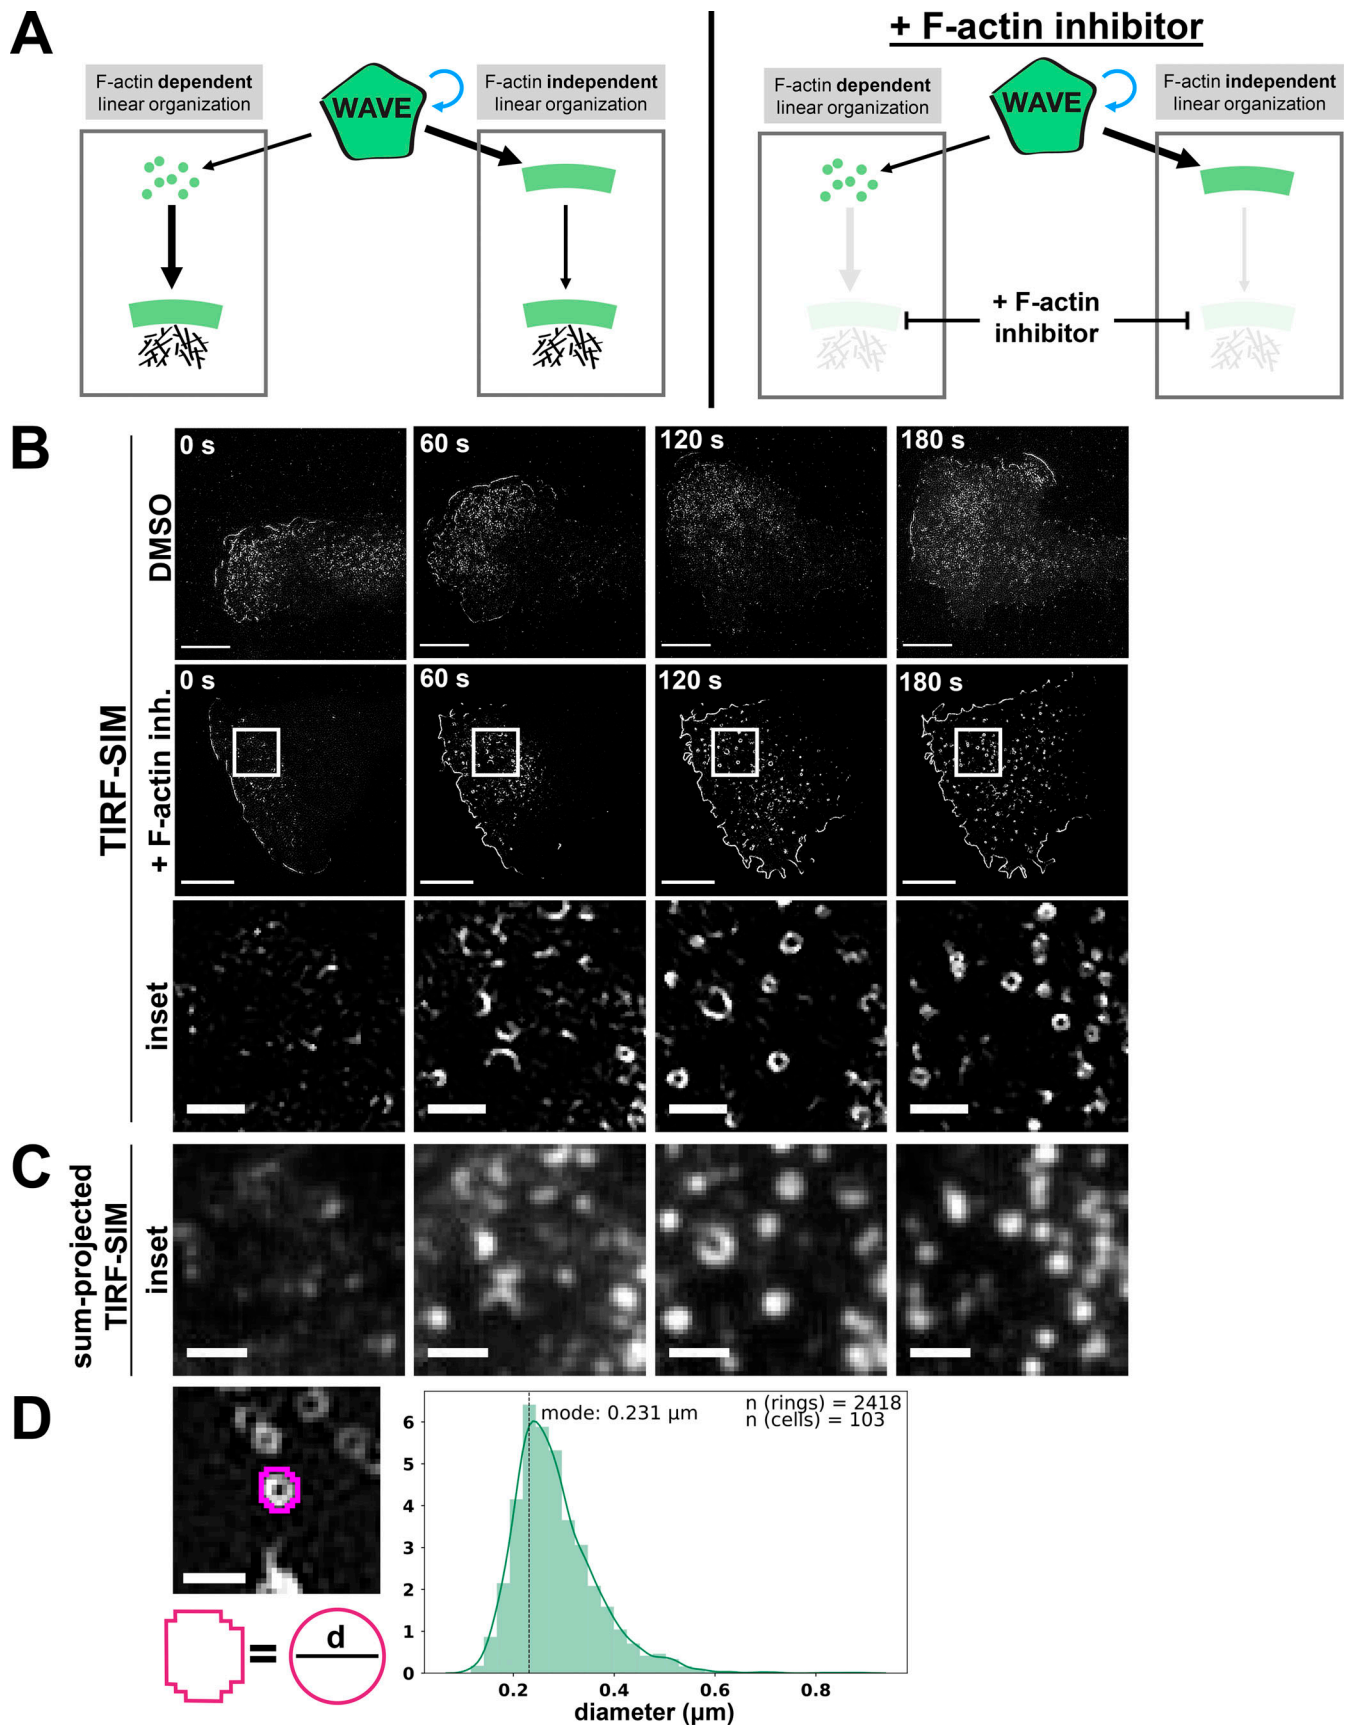 A
F-actin dependent
linear organization
WAVE
F-actin independent
linear organization
+ F-actin inhibitor
F-actin dependent
linear organization
WAVE
F-actin independent
linear organization
+ F-actin
inhibitor
B
TIRF-SIM
DMSO
0 s
60 s
120 s
180 s
+ F-actin inh.
0 s
60 s
120 s
180 s
inset
C
sum-projected
TIRF-SIM
inset
D
d
=
mode: 0.231 µm
n (rings) = 2418
n (cells) = 103
6
5
4
3
2
1
0
0.2
0.4
0.6
0.8
diameter (µm)